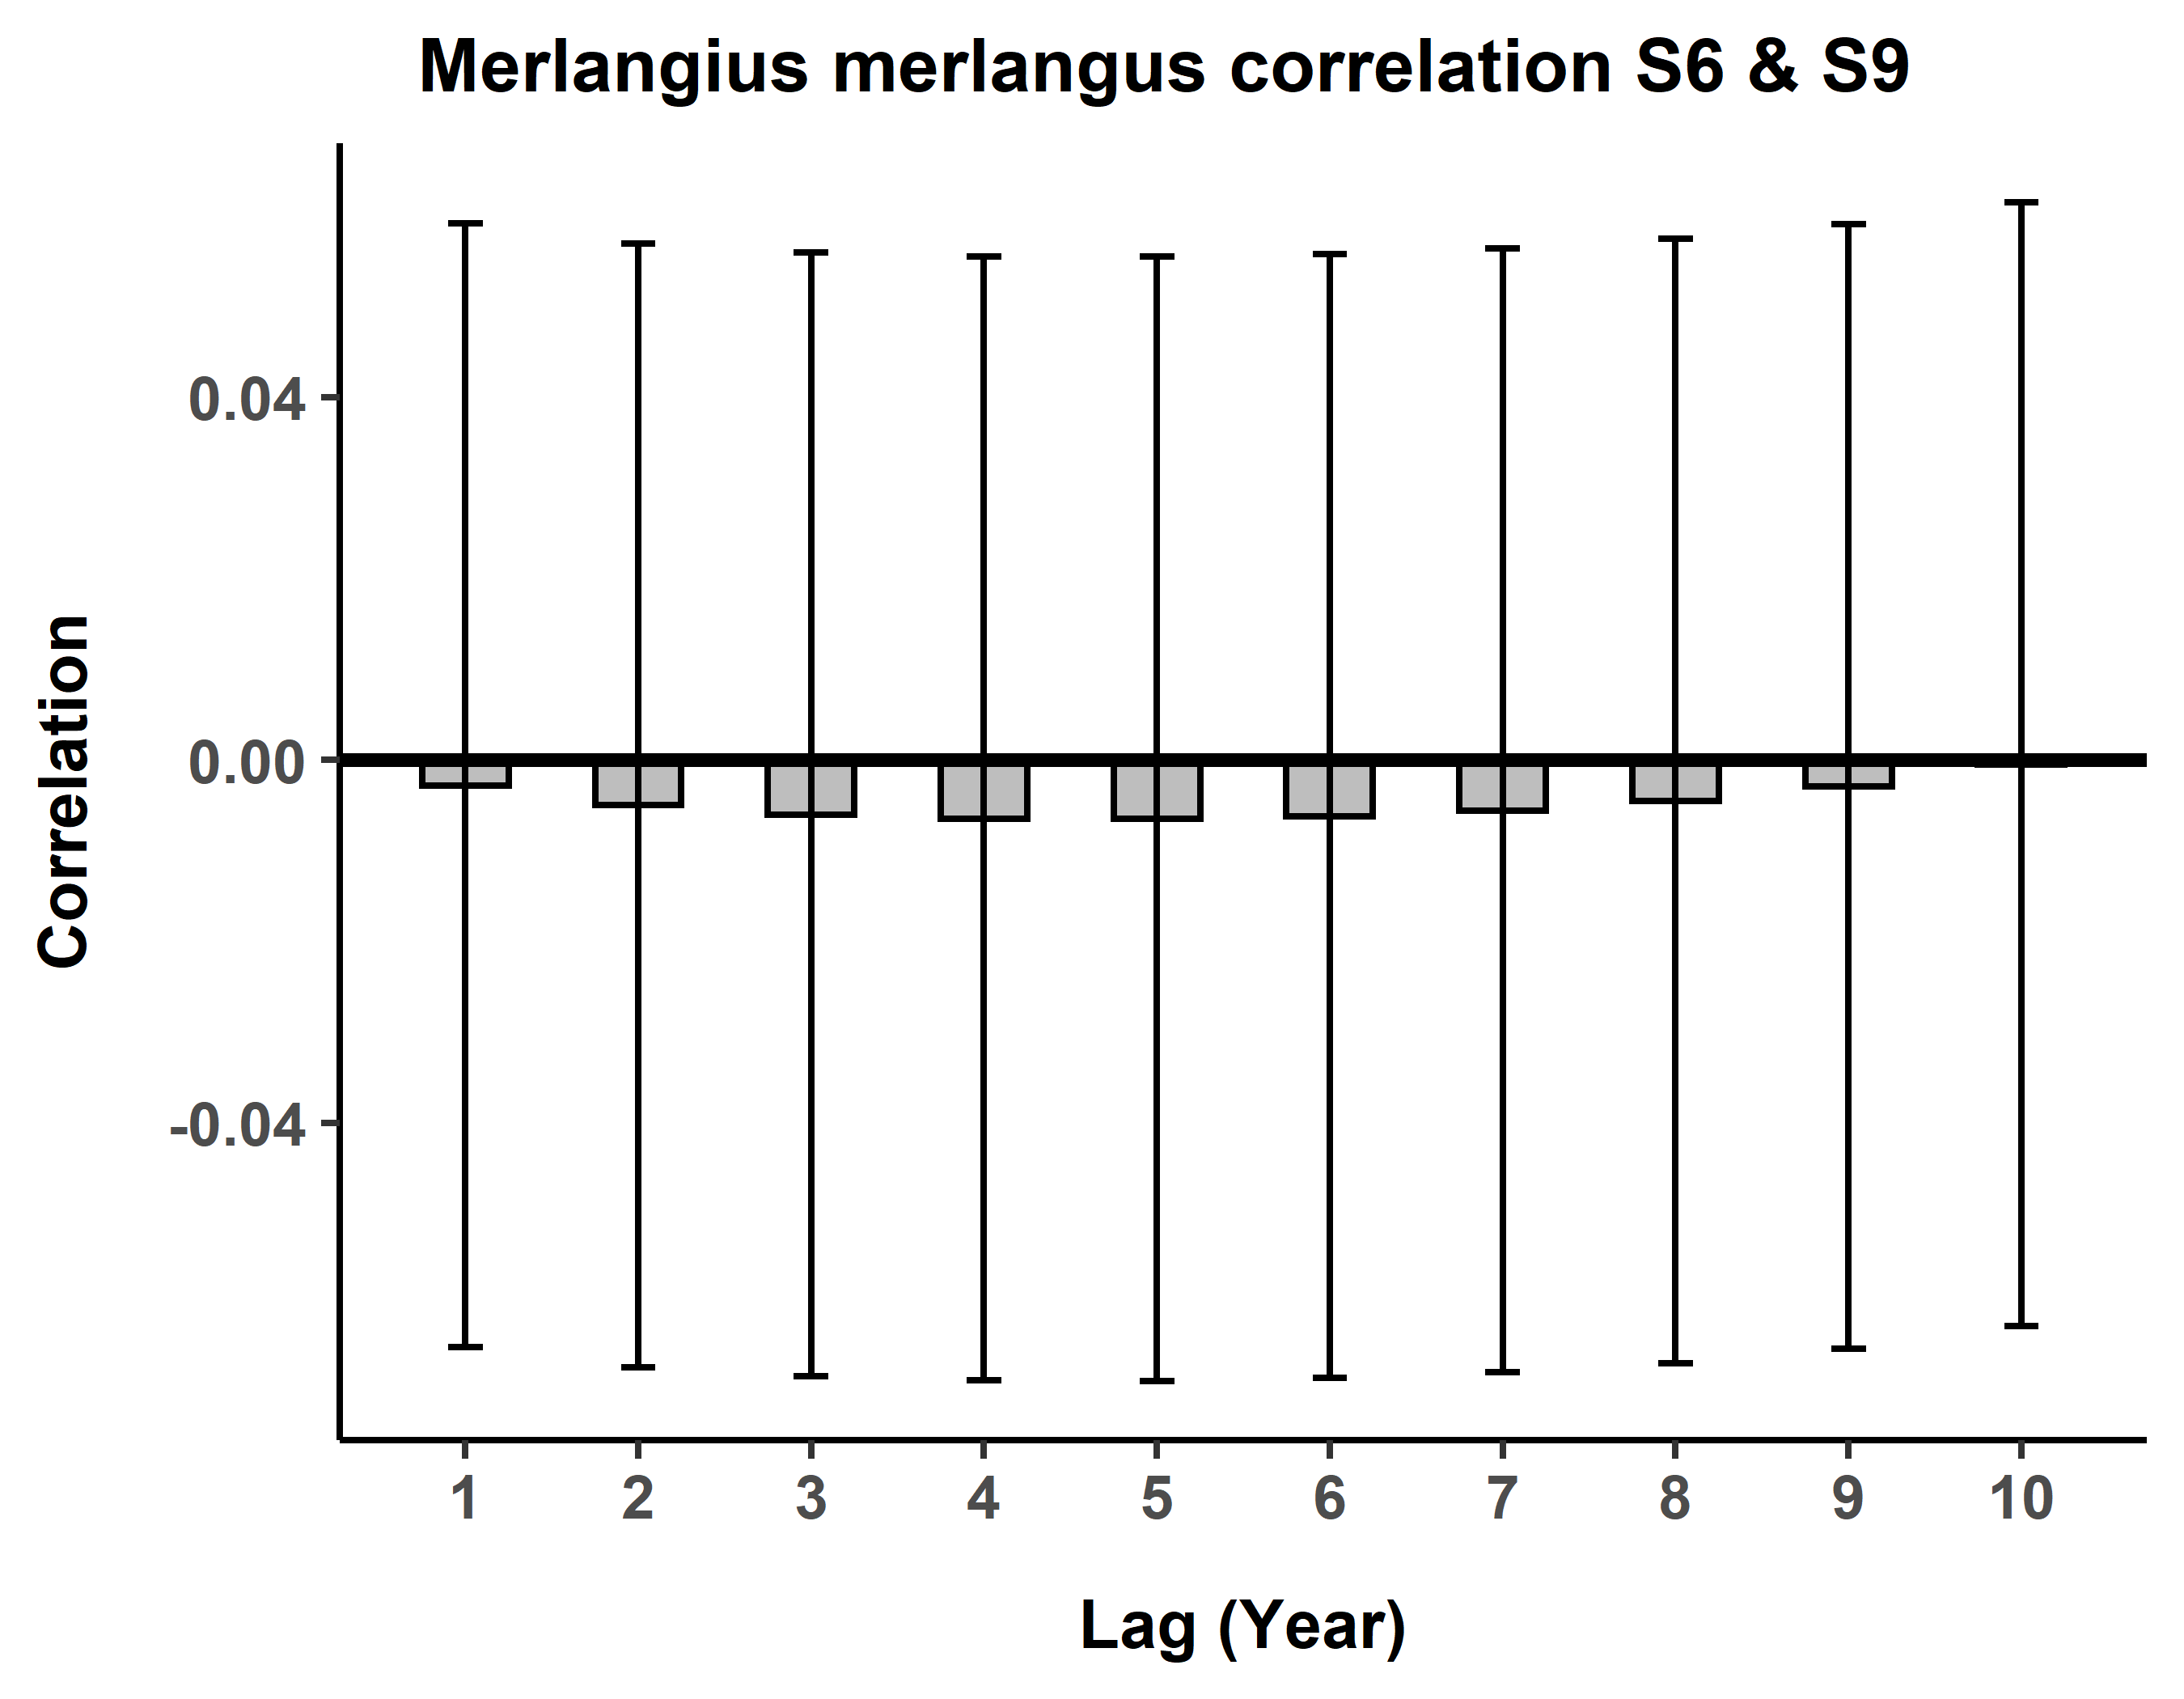 Merlangius merlangus correlation S6 & S9
Correlation
0.04
0.00
-0.04
1 2 3 4 5 6 7 8 9 10
Lag (Year)